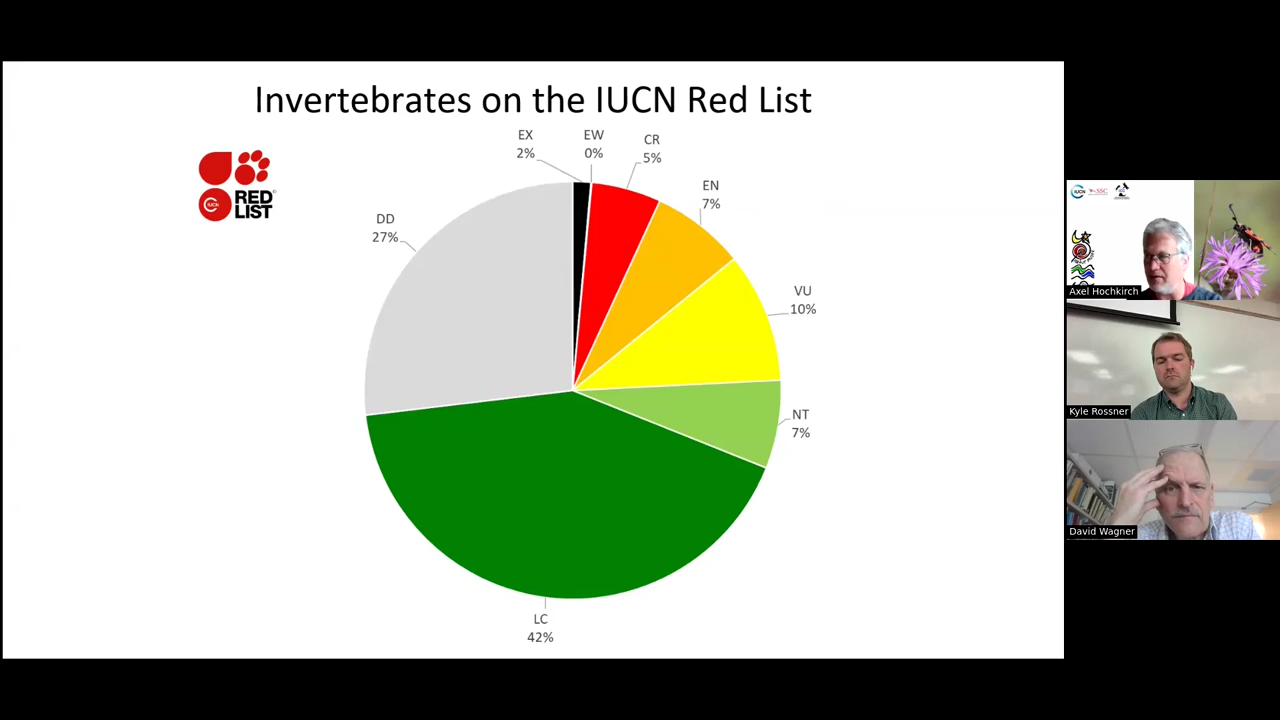 Invertebrates on the IUCN Red List
EX
2%
EW
0%
CR
5%
EN
7%
VU
10%
NT
7%
LC
42%
DD
27%
IUCN
RED
LIST
Axel Hochkirch
Kyle Rossner
David Wagner